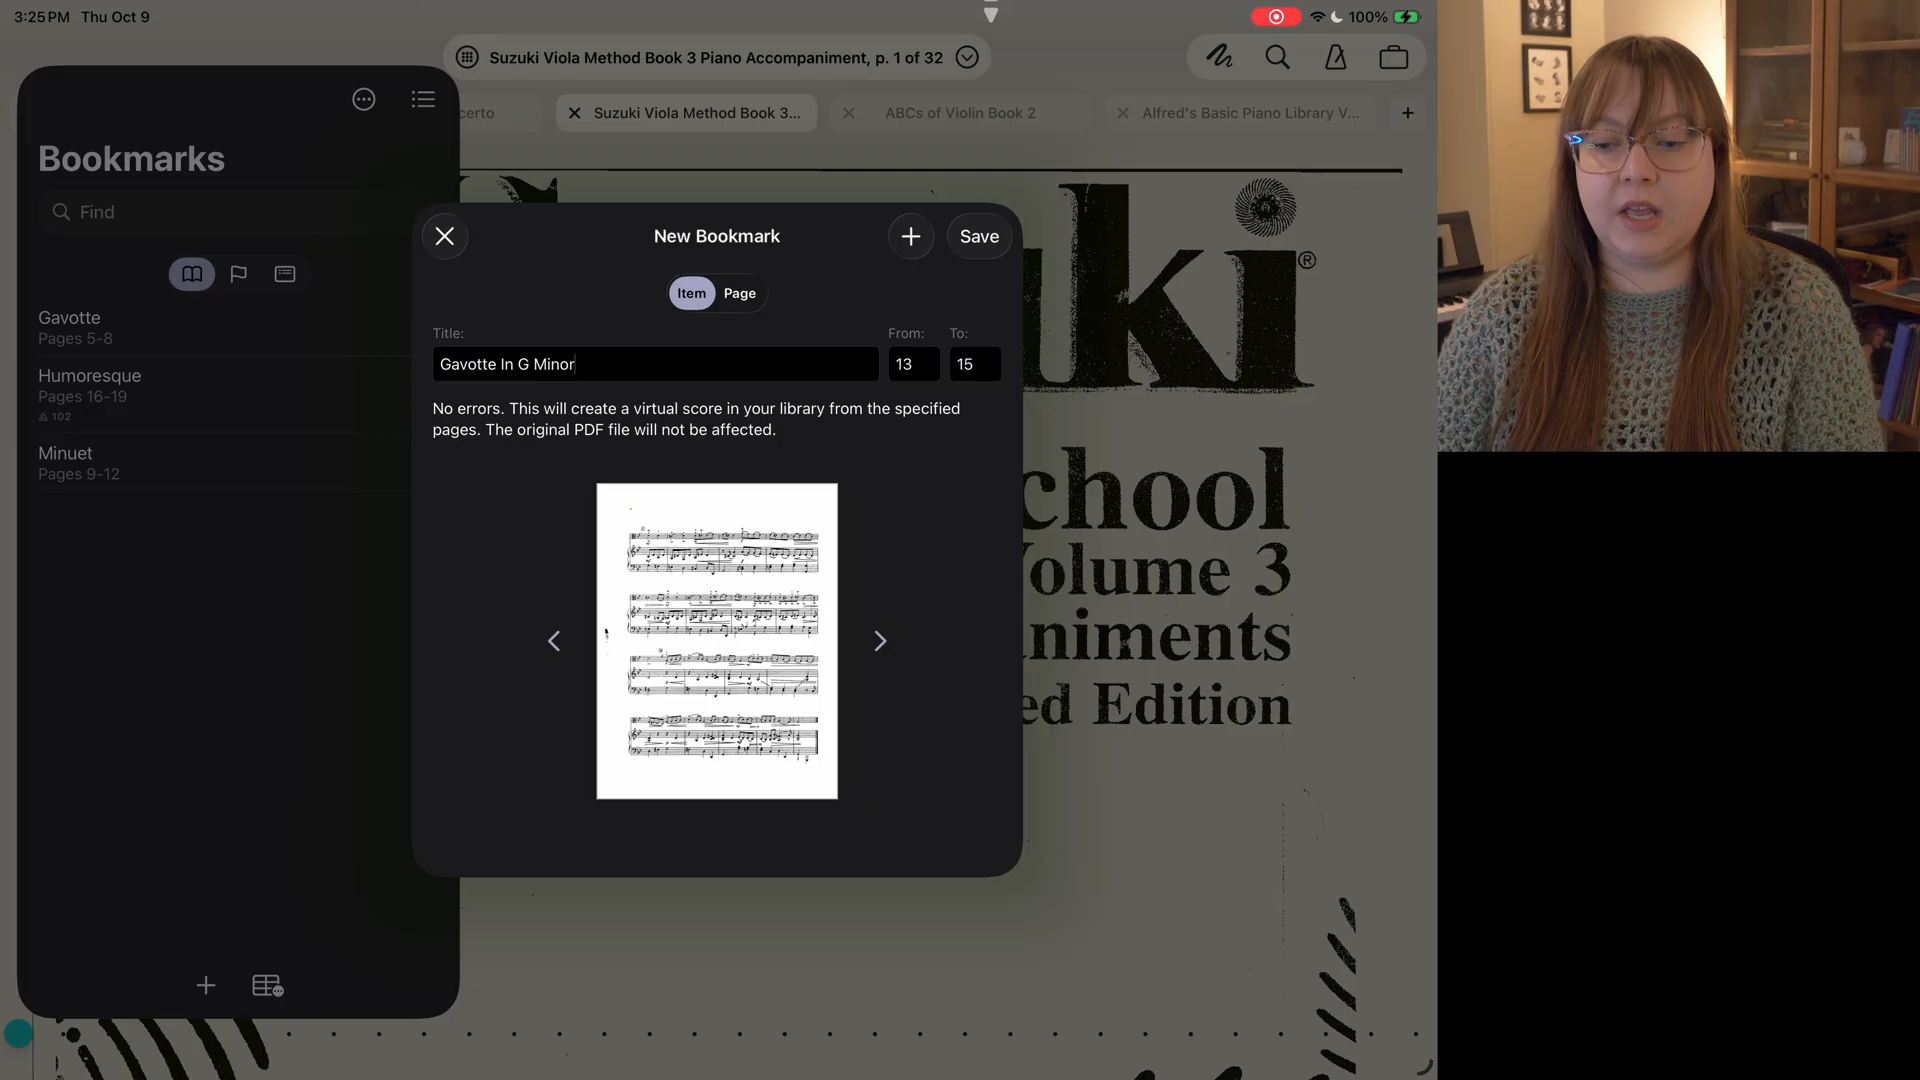 3:25 PM Thu Oct 9
100%
Suzuki Viola Method Book 3 Piano Accompaniment, p. 1 of 32
certo
Suzuki Viola Method Book 3...
ABCs of Violin Book 2
Alfred's Basic Piano Library V...
Bookmarks
Find
Gavotte
Pages 5-8
Humoresque
Pages 16-19
102
Minuet
Pages 9-12
New Bookmark
Save
Item
Page
Title:
From:
To:
Gavotte In G Minor
13
15
No errors. This will create a virtual score in your library from the specified
pages. The original PDF file will not be affected.
uki
®
chool
Volume 3
niments
ed Edition